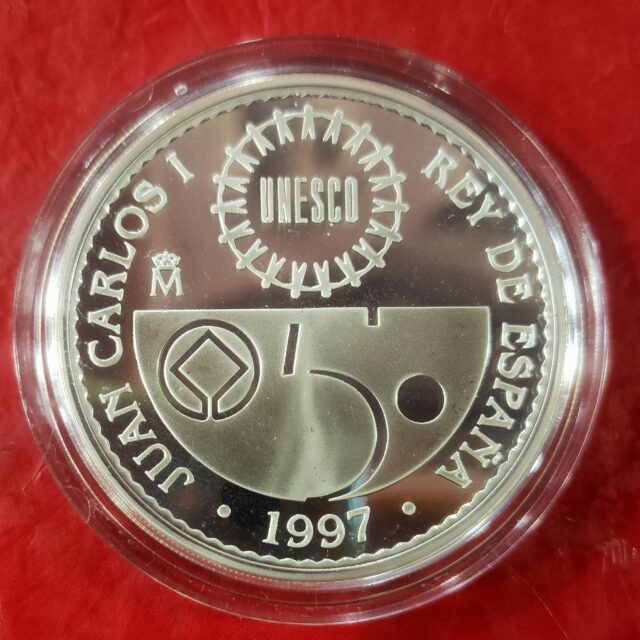 JUAN CARLOS I REY DE ESPAÑA
UNESCO
M
· 1997 ·